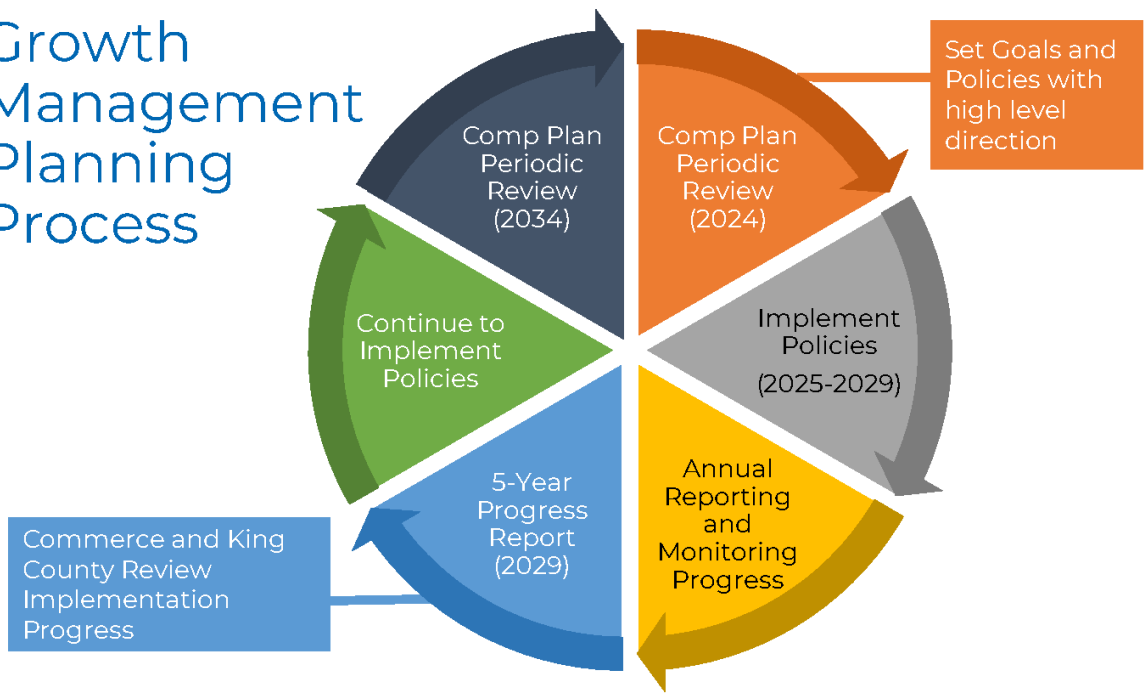 Growth
Management
Planning
Process
Set Goals and
Policies with
high level
direction
Comp Plan
Periodic
Review
(2034)
Comp Plan
Periodic
Review
(2024)
Implement
Policies
(2025-2029)
Continue to
Implement
Policies
Annual
Reporting
and
Monitoring
Progress
5-Year
Progress
Report
(2029)
Commerce and King
County Review
Implementation
Progress